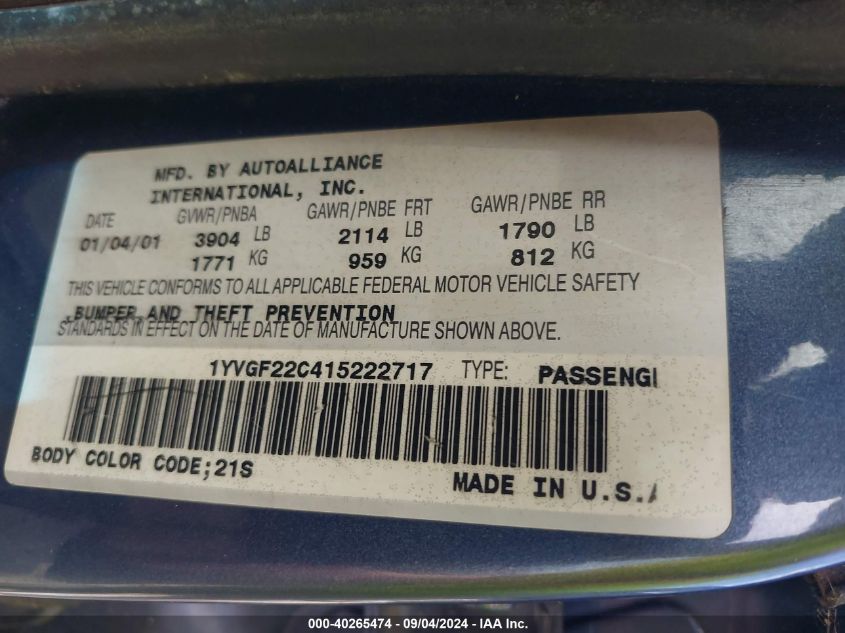 MFD. BY AUTOALLIANCE
INTERNATIONAL, INC.
DATE GVWR/PNBA GAWR/PNBE FRT GAWR/PNBE RR
01/04/01 3904 LB 2114 LB 1790 LB
1771 KG 959 KG 812 KG
THIS VEHICLE CONFORMS TO ALL APPLICABLE FEDERAL MOTOR VEHICLE SAFETY
,BUMPER,AND THEFT PREVENTION
STANDARDS IN EFFECT ON THE DATE OF MANUFACTURE SHOWN ABOVE.
1YVGF22C415222717 TYPE: PASSENG
BODY COLOR CODE;21S
MADE IN U.S.
000-40265474 - 09/04/2024 - IAA Inc.